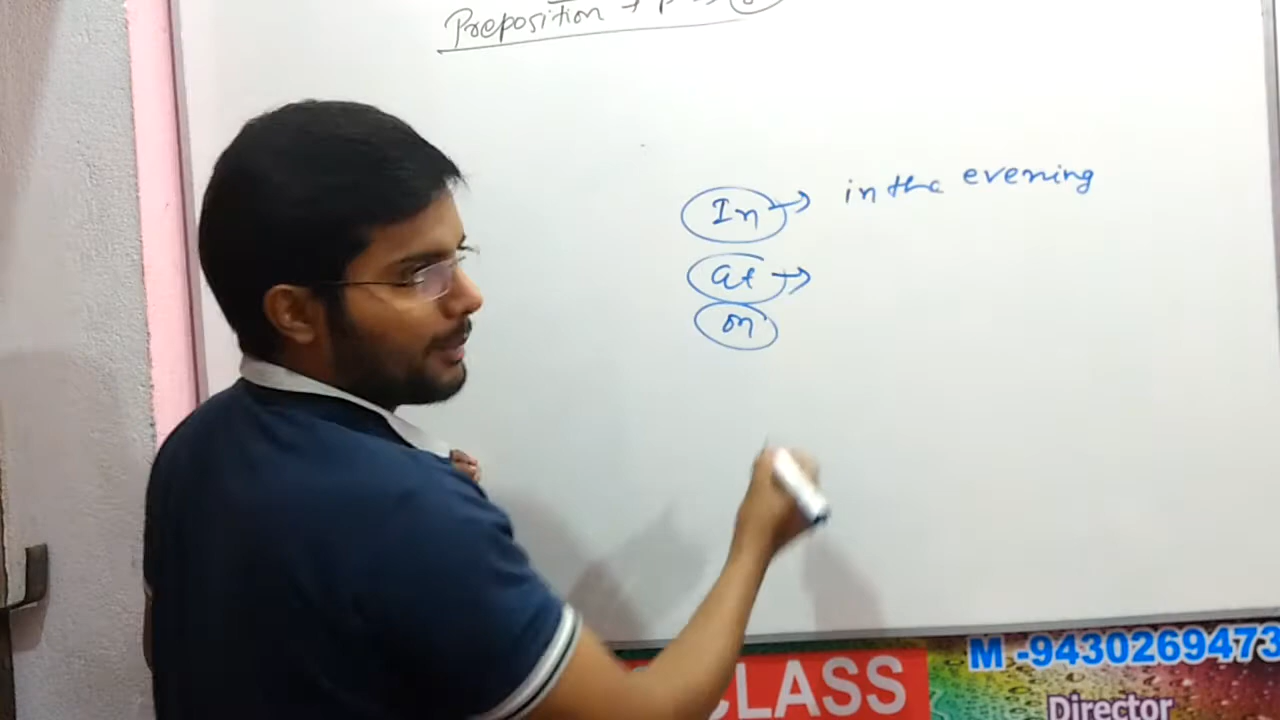 Preposition
In → in the evening
at →
on
CLASS
M -9430269473
Director